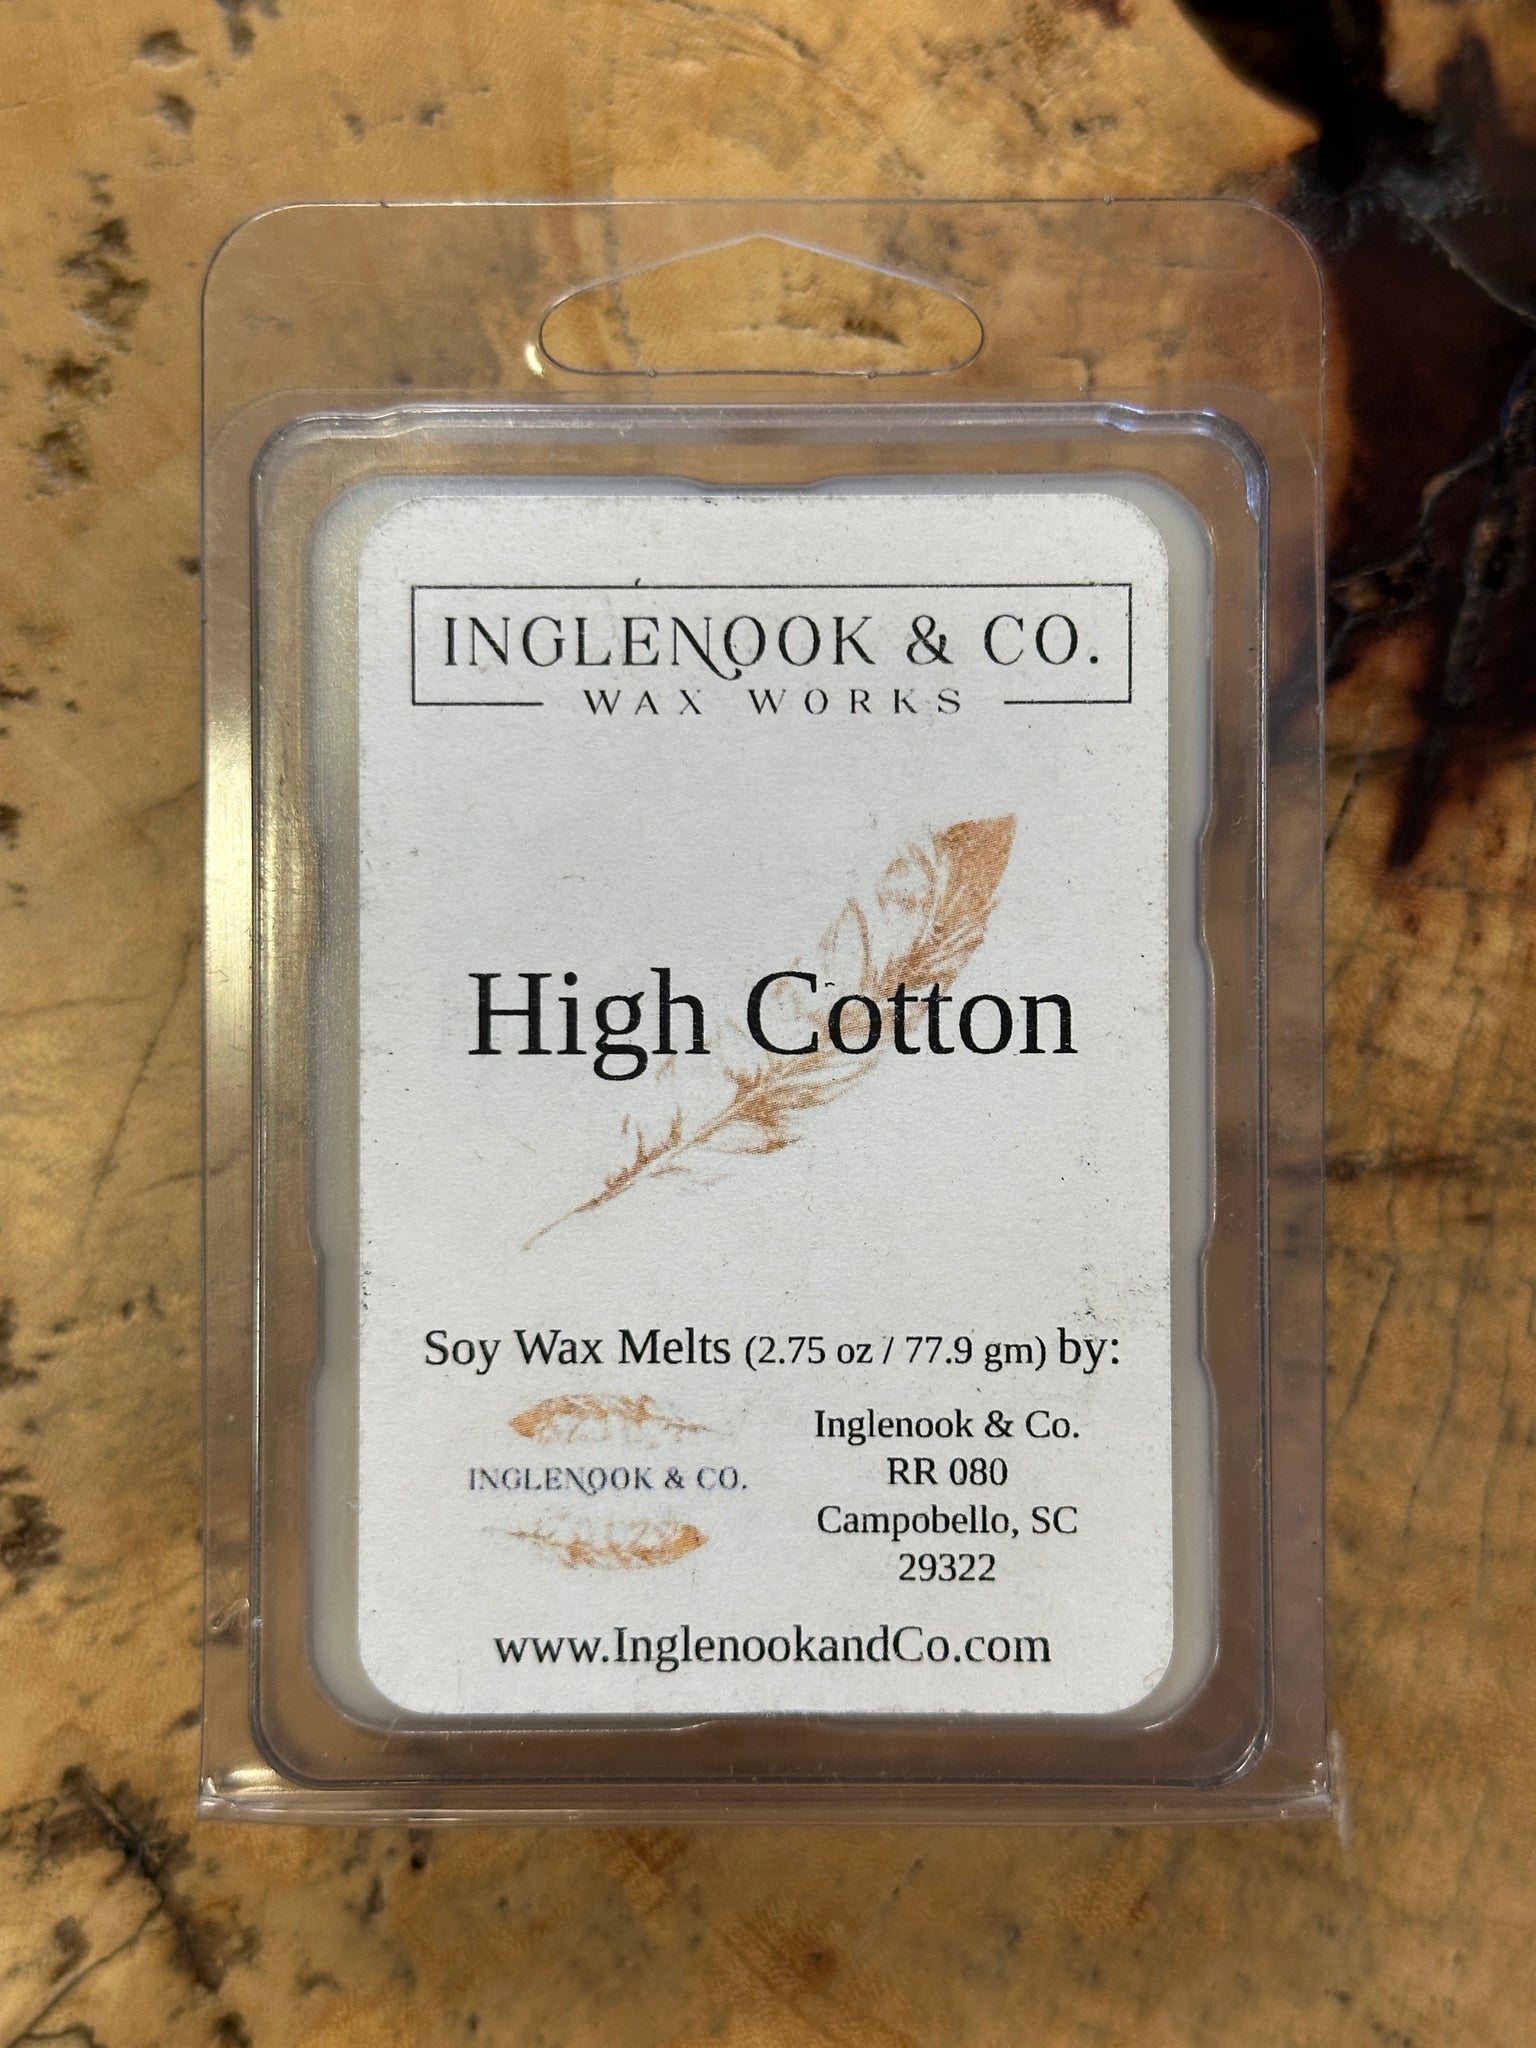 INGLENOOK & CO.
WAX WORKS
High Cotton
Soy Wax Melts (2.75 oz / 77.9 gm) by:
INGLENOOK & CO.
Inglenook & Co.
RR 080
Campobello, SC
29322
www.InglenookandCo.com